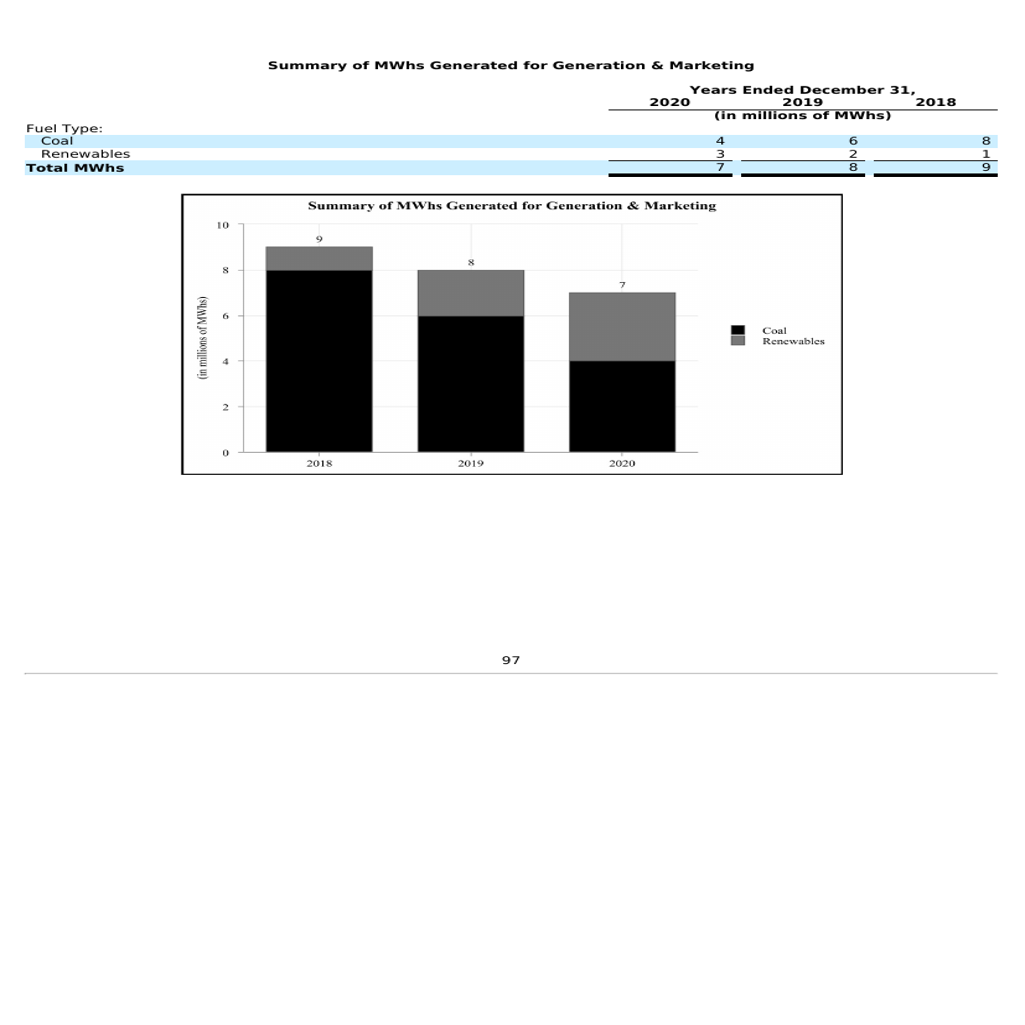 Summary of MWhs Generated for Generation & Marketing
Years Ended December 31,
2020 2019 2018
(in millions of MWhs)
Fuel Type:
Coal 4 6 8
Renewables 3 2 1
Total MWhs 7 8 9
Summary of MWhs Generated for Generation & Marketing
(in millions of MWhs)
10
8
6
4
2
0
9
8
7
2018 2019 2020
Coal
Renewables
97